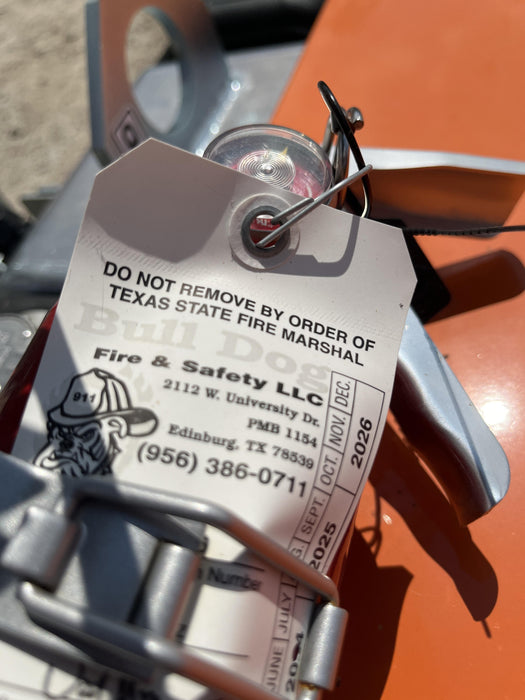 DO NOT REMOVE BY ORDER OF
TEXAS STATE FIRE MARSHAL
Bull Dog
Fire & Safety LLC
2112 W. University Dr.
PMB 1154
Edinburg, TX 78539
(956) 386-0711
911
Number
JUNE JULY SEPT. OCT. NOV. DEC.
2024 2025 2026